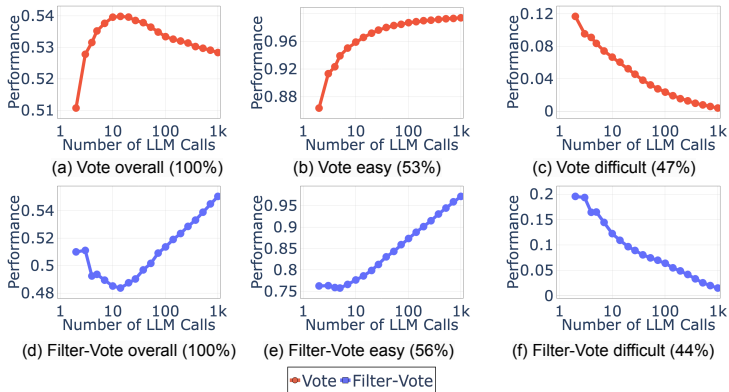 Performance
0.54
0.53
0.52
0.51
1 10 100 1k
Number of LLM Calls
(a) Vote overall (100%)
Performance
0.96
0.92
0.88
1 10 100 1k
Number of LLM Calls
(b) Vote easy (53%)
Performance
0.12
0.08
0.04
0
1 10 100 1k
Number of LLM Calls
(c) Vote difficult (47%)
Performance
0.54
0.52
0.5
0.48
1 10 100 1k
Number of LLM Calls
(d) Filter-Vote overall (100%)
Performance
0.95
0.9
0.85
0.8
0.75
1 10 100 1k
Number of LLM Calls
(e) Filter-Vote easy (56%)
Performance
0.2
0.15
0.1
0.05
0
1 10 100 1k
Number of LLM Calls
(f) Filter-Vote difficult (44%)
Vote Filter-Vote